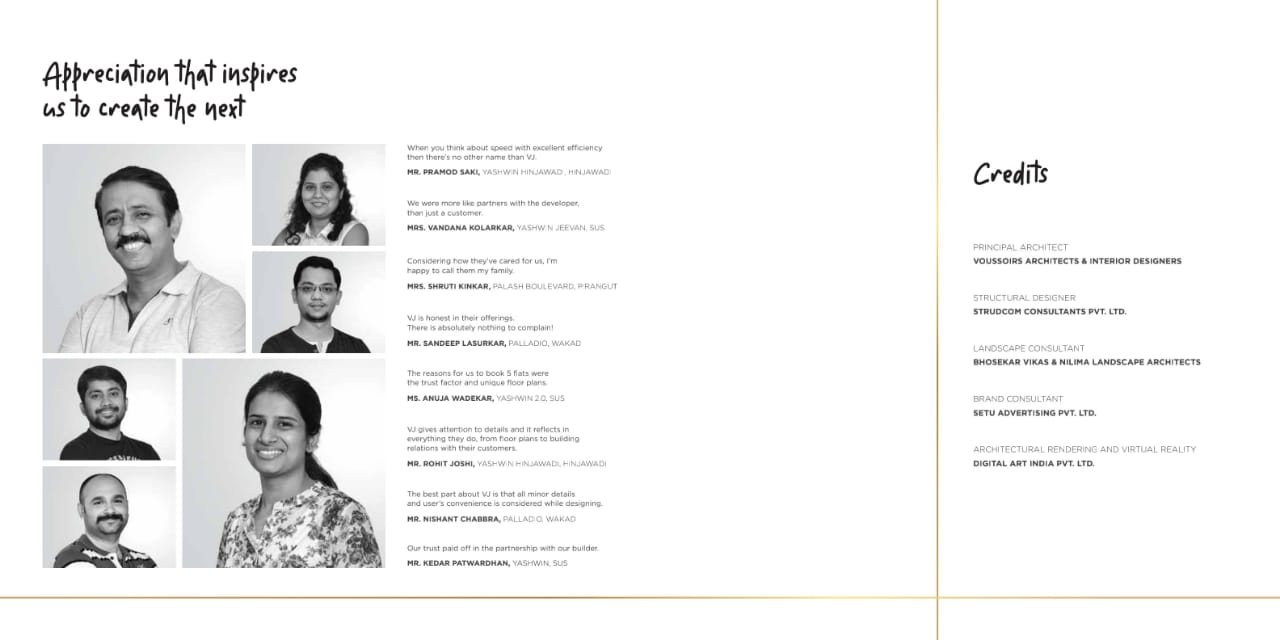 Appreciation that inspires
us to create the next
When you think about speed with excellent efficiency
then there's no other name than VJ.
MR. PRAMOD SAKI, YASHWIN HINJAWADI, HINJAWADI
We were more like partners with the developer,
than just a customer.
MRS. VANDANA KOLARKAR, YASHWIN JEEVAN, SUS
Considering how they've cared for us, I'm
happy to call them my family.
MRS. SHRUTI KINKAR, PALASH BOULEVARD, PIRANGUT
VJ is honest in their offerings.
There is absolutely nothing to complain!
MR. SANDEEP LASURKAR, PALLADIO, WAKAD
The reasons for us to book 5 flats were
the trust factor and unique floor plans.
MS. ANUJA WADEKAR, YASHWIN 2.0, SUS
VJ gives attention to details and it reflects in
everything they do, from floor plans to building
relations with their customers.
MR. ROHIT JOSHI, YASHWIN HINJAWADI, HINJAWADI
The best part about VJ is that all minor details
and user's convenience is considered while designing.
MR. NISHANT CHABBRA, PALLADIO, WAKAD
Our trust paid off in the partnership with our builder.
MR. KEDAR PATWARDHAN, YASHWIN, SUS
Credits
PRINCIPAL ARCHITECT
VOUSSOIRS ARCHITECTS & INTERIOR DESIGNERS
STRUCTURAL DESIGNER
STRUDCOM CONSULTANTS PVT. LTD.
LANDSCAPE CONSULTANT
BHOSEKAR VIKAS & NILIMA LANDSCAPE ARCHITECTS
BRAND CONSULTANT
SETU ADVERTISING PVT. LTD.
ARCHITECTURAL RENDERING AND VIRTUAL REALITY
DIGITAL ART INDIA PVT. LTD.